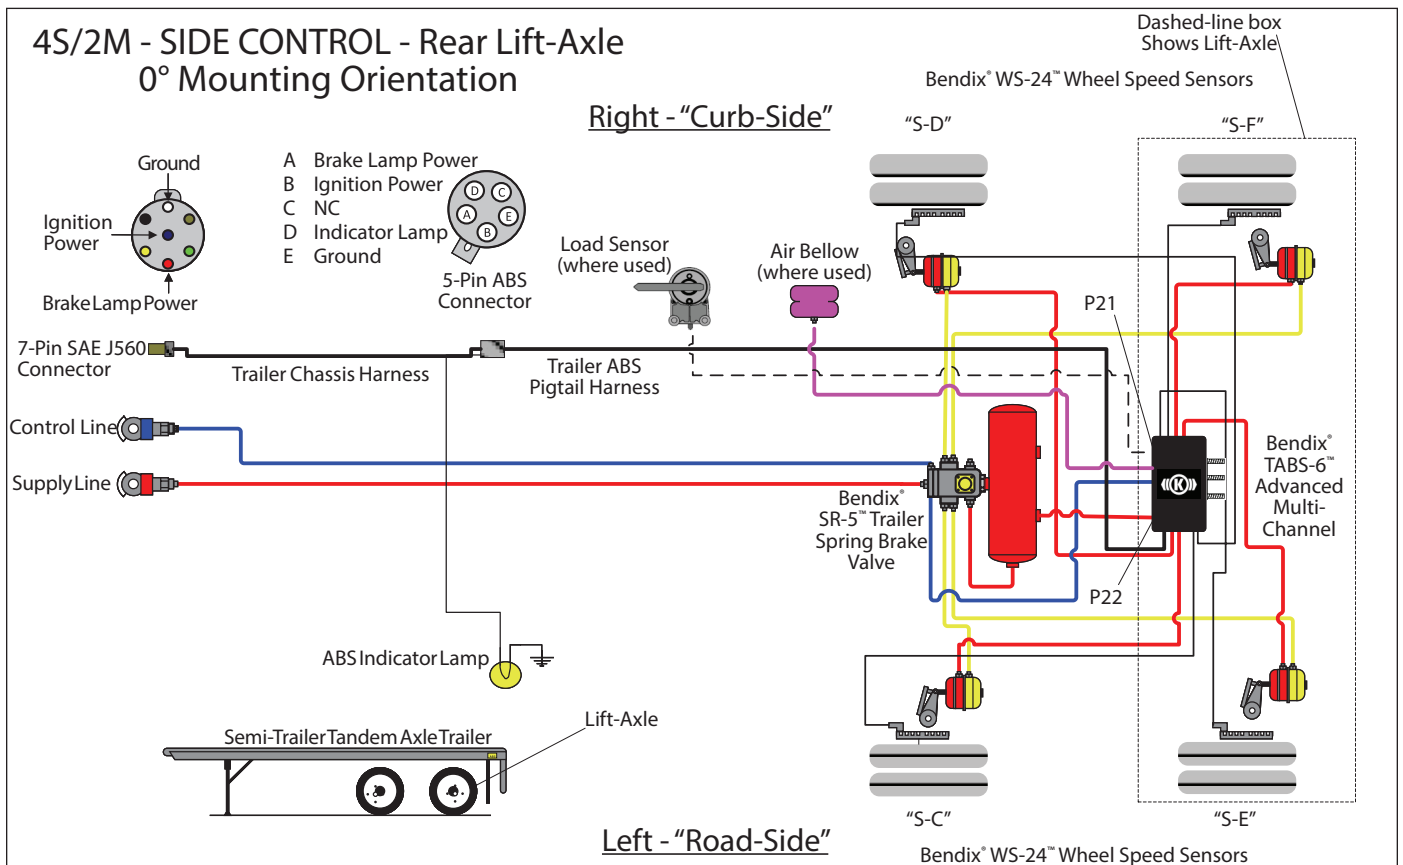 4S/2M - SIDE CONTROL - Rear Lift-Axle
0° Mounting Orientation
Dashed-line box
Shows Lift-Axle
Bendix® WS-24™ Wheel Speed Sensors
Right - “Curb-Side”
“S-D”
“S-F”
Ground
Ignition
Power
Brake Lamp Power
A Brake Lamp Power
B Ignition Power
C NC
D Indicator Lamp
E Ground
D
C
A
E
B
5-Pin ABS
Connector
Load Sensor
(where used)
Air Bellow
(where used)
P21
7-Pin SAE J560
Connector
Trailer Chassis Harness
Trailer ABS
Pigtail Harness
Control Line
Supply Line
Bendix®
SR-5™ Trailer
Spring Brake
Valve
K
Bendix®
TABS-6™
Advanced
Multi-
Channel
P22
ABS Indicator Lamp
Lift-Axle
Semi-Trailer Tandem Axle Trailer
“S-C”
“S-E”
Left - “Road-Side”
Bendix® WS-24™ Wheel Speed Sensors